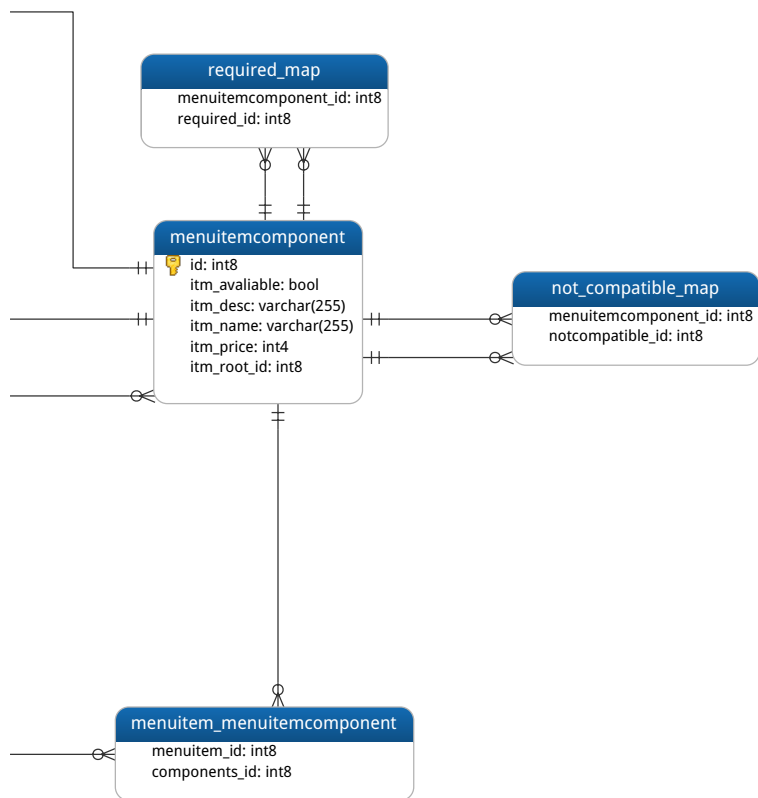 required_map
menuitemcomponent_id: int8
required_id: int8
menuitemcomponent
id: int8
itm_avaliable: bool
itm_desc: varchar(255)
itm_name: varchar(255)
itm_price: int4
itm_root_id: int8
not_compatible_map
menuitemcomponent_id: int8
notcompatible_id: int8
menuitem_menuitemcomponent
menuitem_id: int8
components_id: int8